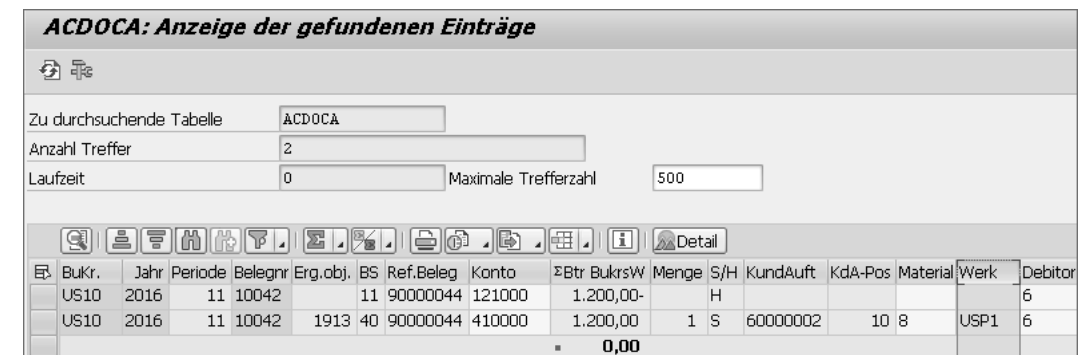 ACDOCA: Anzeige der gefundenen Einträge
Zu durchsuchende Tabelle ACDOCA
Anzahl Treffer 2
Laufzeit 0 Maximale Trefferzahl 500
Detail
BuKr. Jahr Periode Belegnr Erg.obj. BS Ref.Beleg Konto ΣBtr BukrsW Menge S/H KundAuft KdA-Pos Material Werk Debitor
US10 2016 11 10042 11 90000044 121000 1.200,00- H 6
US10 2016 11 10042 1913 40 90000044 410000 1.200,00 1 S 60000002 10 8 USP1 6
▪ 0,00